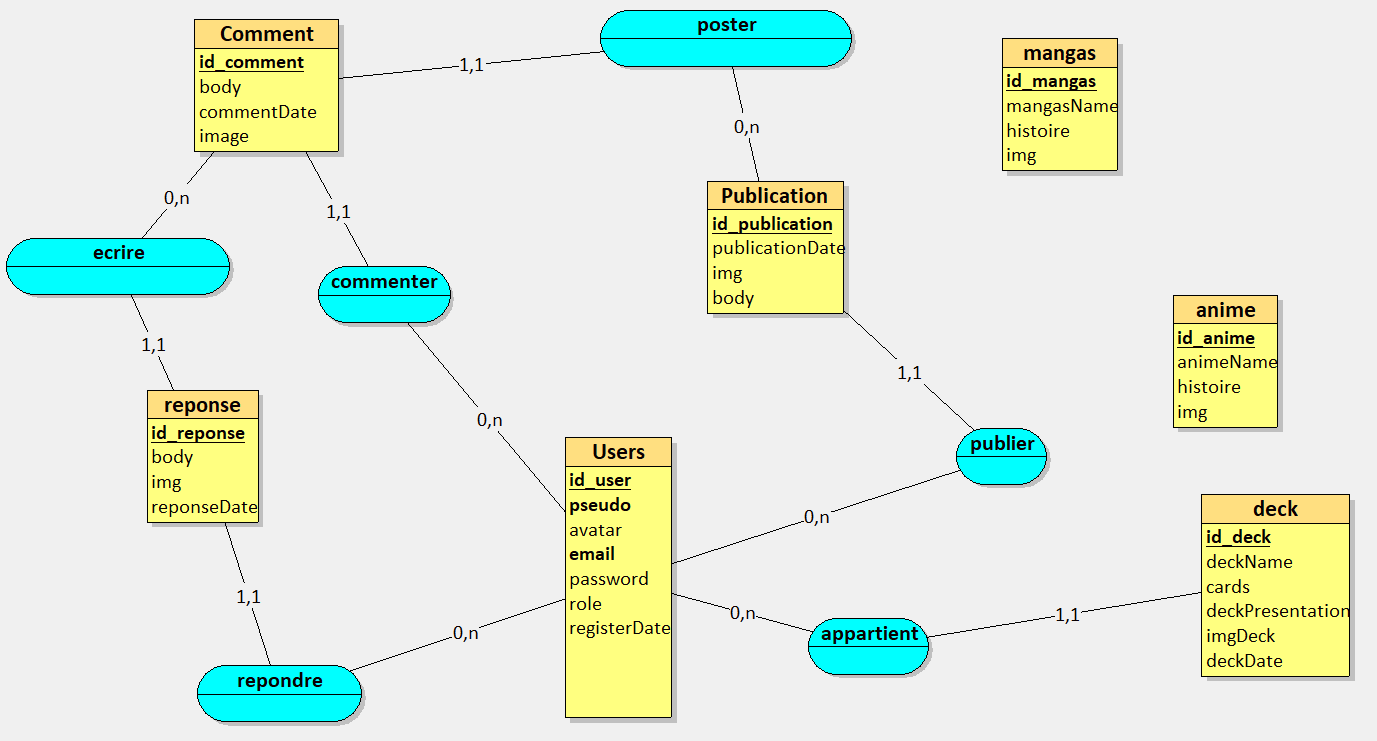 Comment
id_comment
body
commentDate
image
1,1
poster
0,n
mangas
id_mangas
mangasName
histoire
img
0,n
1,1
ecrire
commenter
Publication
id_publication
publicationDate
img
body
1,1
reponse
id_reponse
body
img
reponseDate
0,n
1,1
publier
anime
id_anime
animeName
histoire
img
Users
id_user
pseudo
avatar
email
password
role
registerDate
0,n
0,n
appartient
1,1
deck
id_deck
deckName
cards
deckPresentation
imgDeck
deckDate
1,1
0,n
repondre